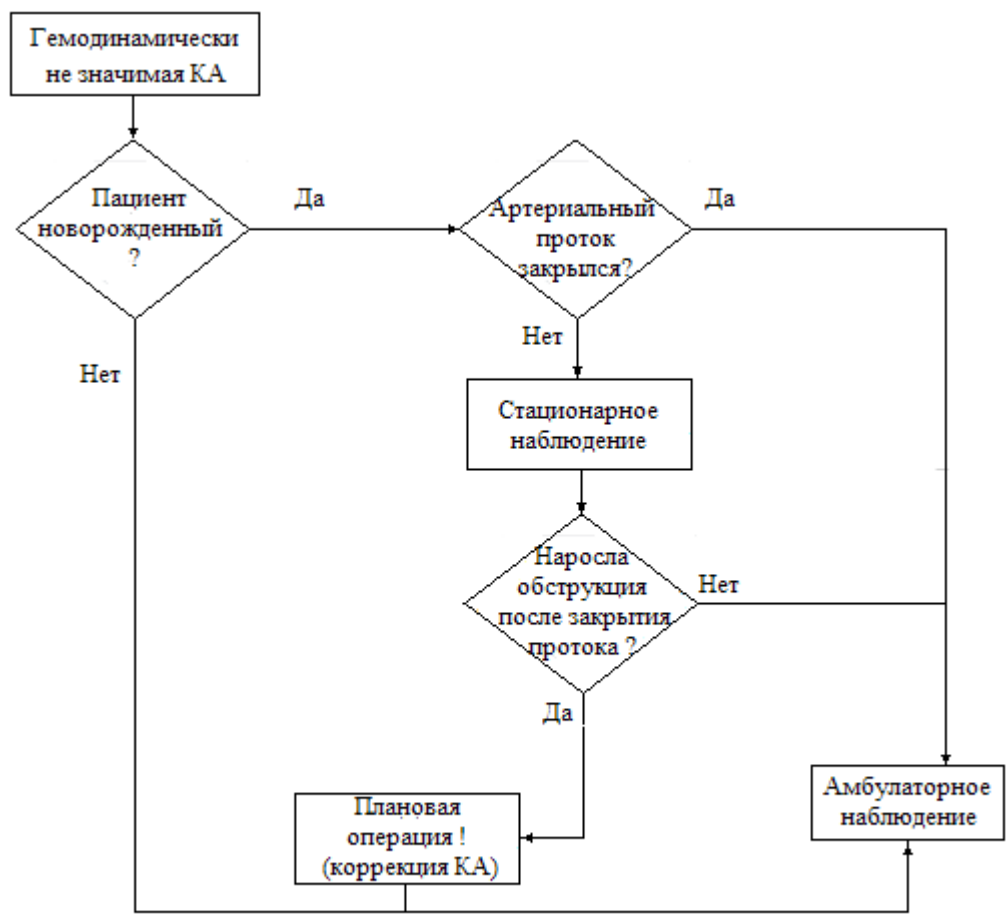 Гемодинамически
не значимая КА
Пациент
новорожденный
?
Да
Артериальный
проток
закрылся?
Да
Нет
Нет
Стационарное
наблюдение
Наросла
обструкция
после закрытия
протока ?
Нет
Да
Плановая
операция !
(коррекция КА)
Амбулаторное
наблюдение